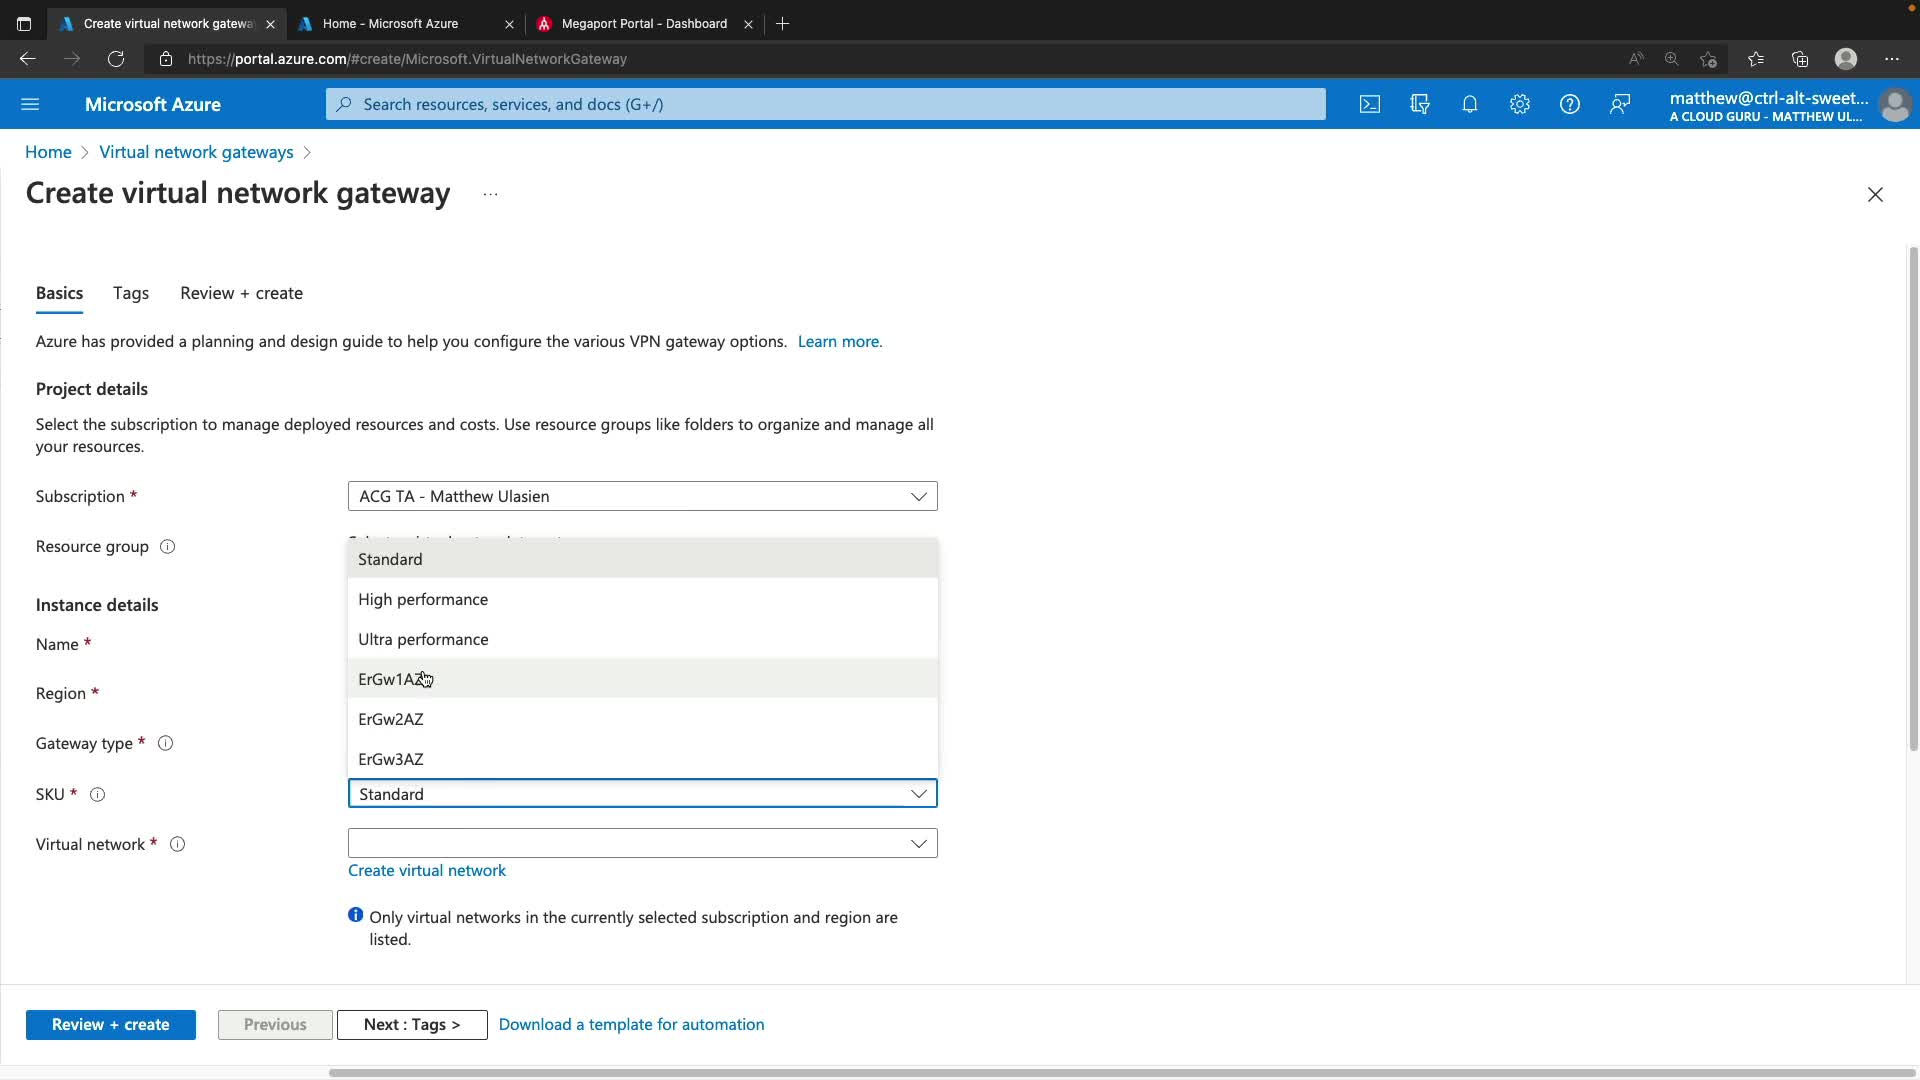 Create virtual network gatewa
Home - Microsoft Azure
Megaport Portal - Dashboard
https://portal.azure.com/#create/Microsoft.VirtualNetworkGateway
Microsoft Azure
Search resources, services, and docs (G+/)
matthew@ctrl-alt-sweet...
A CLOUD GURU - MATTHEW UL...
Home > Virtual network gateways >
Create virtual network gateway ...
Basics Tags Review + create
Azure has provided a planning and design guide to help you configure the various VPN gateway options. Learn more.
Project details
Select the subscription to manage deployed resources and costs. Use resource groups like folders to organize and manage all
your resources.
Subscription *
ACG TA - Matthew Ulasien
Resource group
Standard
High performance
Instance details
Ultra performance
Name *
ErGw1AZ
Region *
ErGw2AZ
Gateway type *
ErGw3AZ
SKU *
Standard
Virtual network *
Create virtual network
Only virtual networks in the currently selected subscription and region are
listed.
Review + create
Previous
Next : Tags >
Download a template for automation